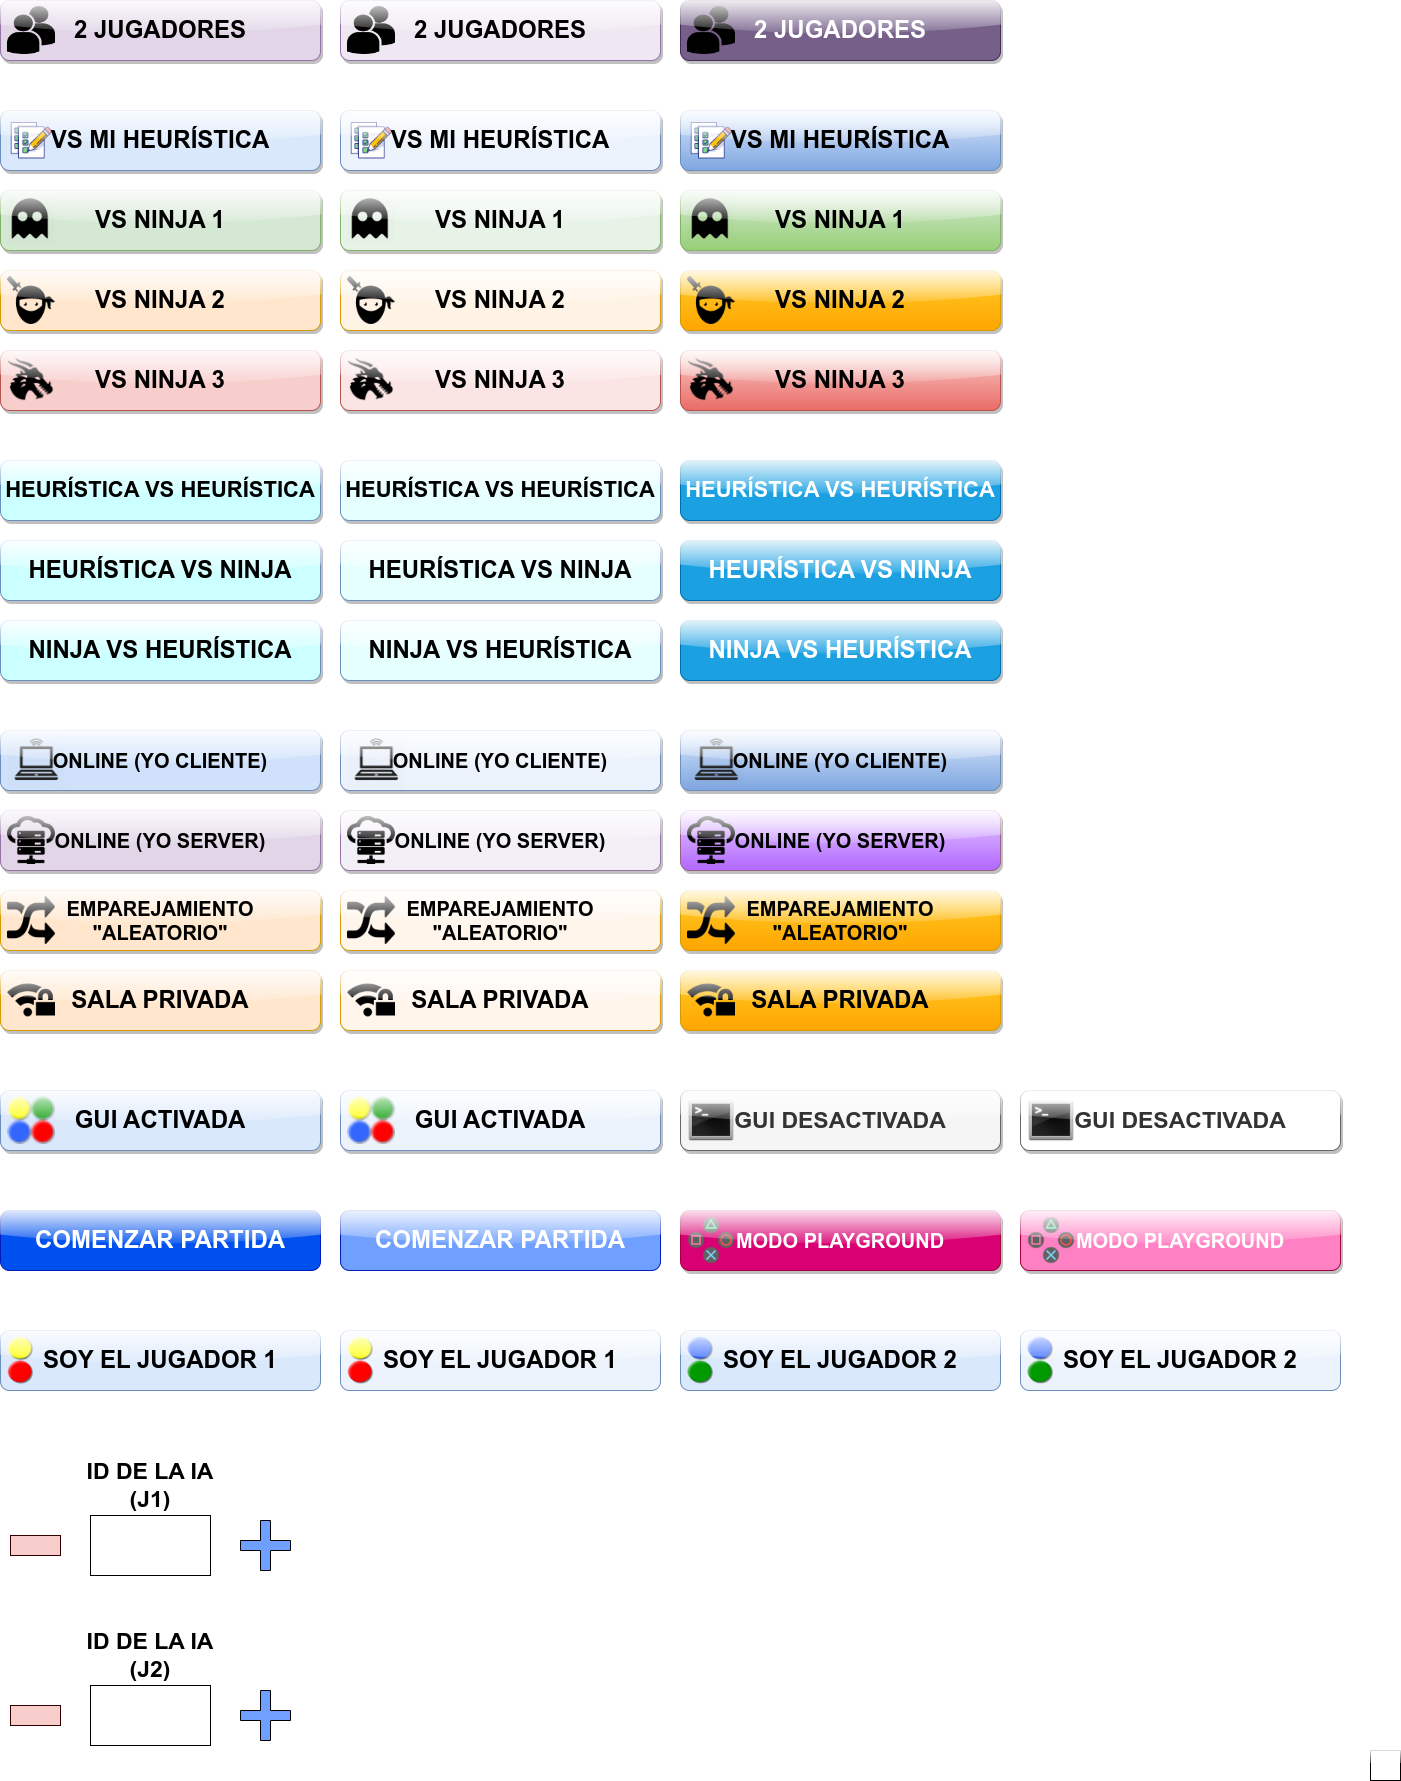 2 JUGADORES
2 JUGADORES
2 JUGADORES
VS MI HEURÍSTICA
VS MI HEURÍSTICA
VS MI HEURÍSTICA
VS NINJA 1
VS NINJA 1
VS NINJA 1
VS NINJA 2
VS NINJA 2
VS NINJA 2
VS NINJA 3
VS NINJA 3
VS NINJA 3
HEURÍSTICA VS HEURÍSTICA
HEURÍSTICA VS HEURÍSTICA
HEURÍSTICA VS HEURÍSTICA
HEURÍSTICA VS NINJA
HEURÍSTICA VS NINJA
HEURÍSTICA VS NINJA
NINJA VS HEURÍSTICA
NINJA VS HEURÍSTICA
NINJA VS HEURÍSTICA
ONLINE (YO CLIENTE)
ONLINE (YO CLIENTE)
ONLINE (YO CLIENTE)
ONLINE (YO SERVER)
ONLINE (YO SERVER)
ONLINE (YO SERVER)
EMPAREJAMIENTO
"ALEATORIO"
EMPAREJAMIENTO
"ALEATORIO"
EMPAREJAMIENTO
"ALEATORIO"
SALA PRIVADA
SALA PRIVADA
SALA PRIVADA
GUI ACTIVADA
GUI ACTIVADA
GUI DESACTIVADA
GUI DESACTIVADA
COMENZAR PARTIDA
COMENZAR PARTIDA
MODO PLAYGROUND
MODO PLAYGROUND
SOY EL JUGADOR 1
SOY EL JUGADOR 1
SOY EL JUGADOR 2
SOY EL JUGADOR 2
ID DE LA IA
(J1)
ID DE LA IA
(J2)